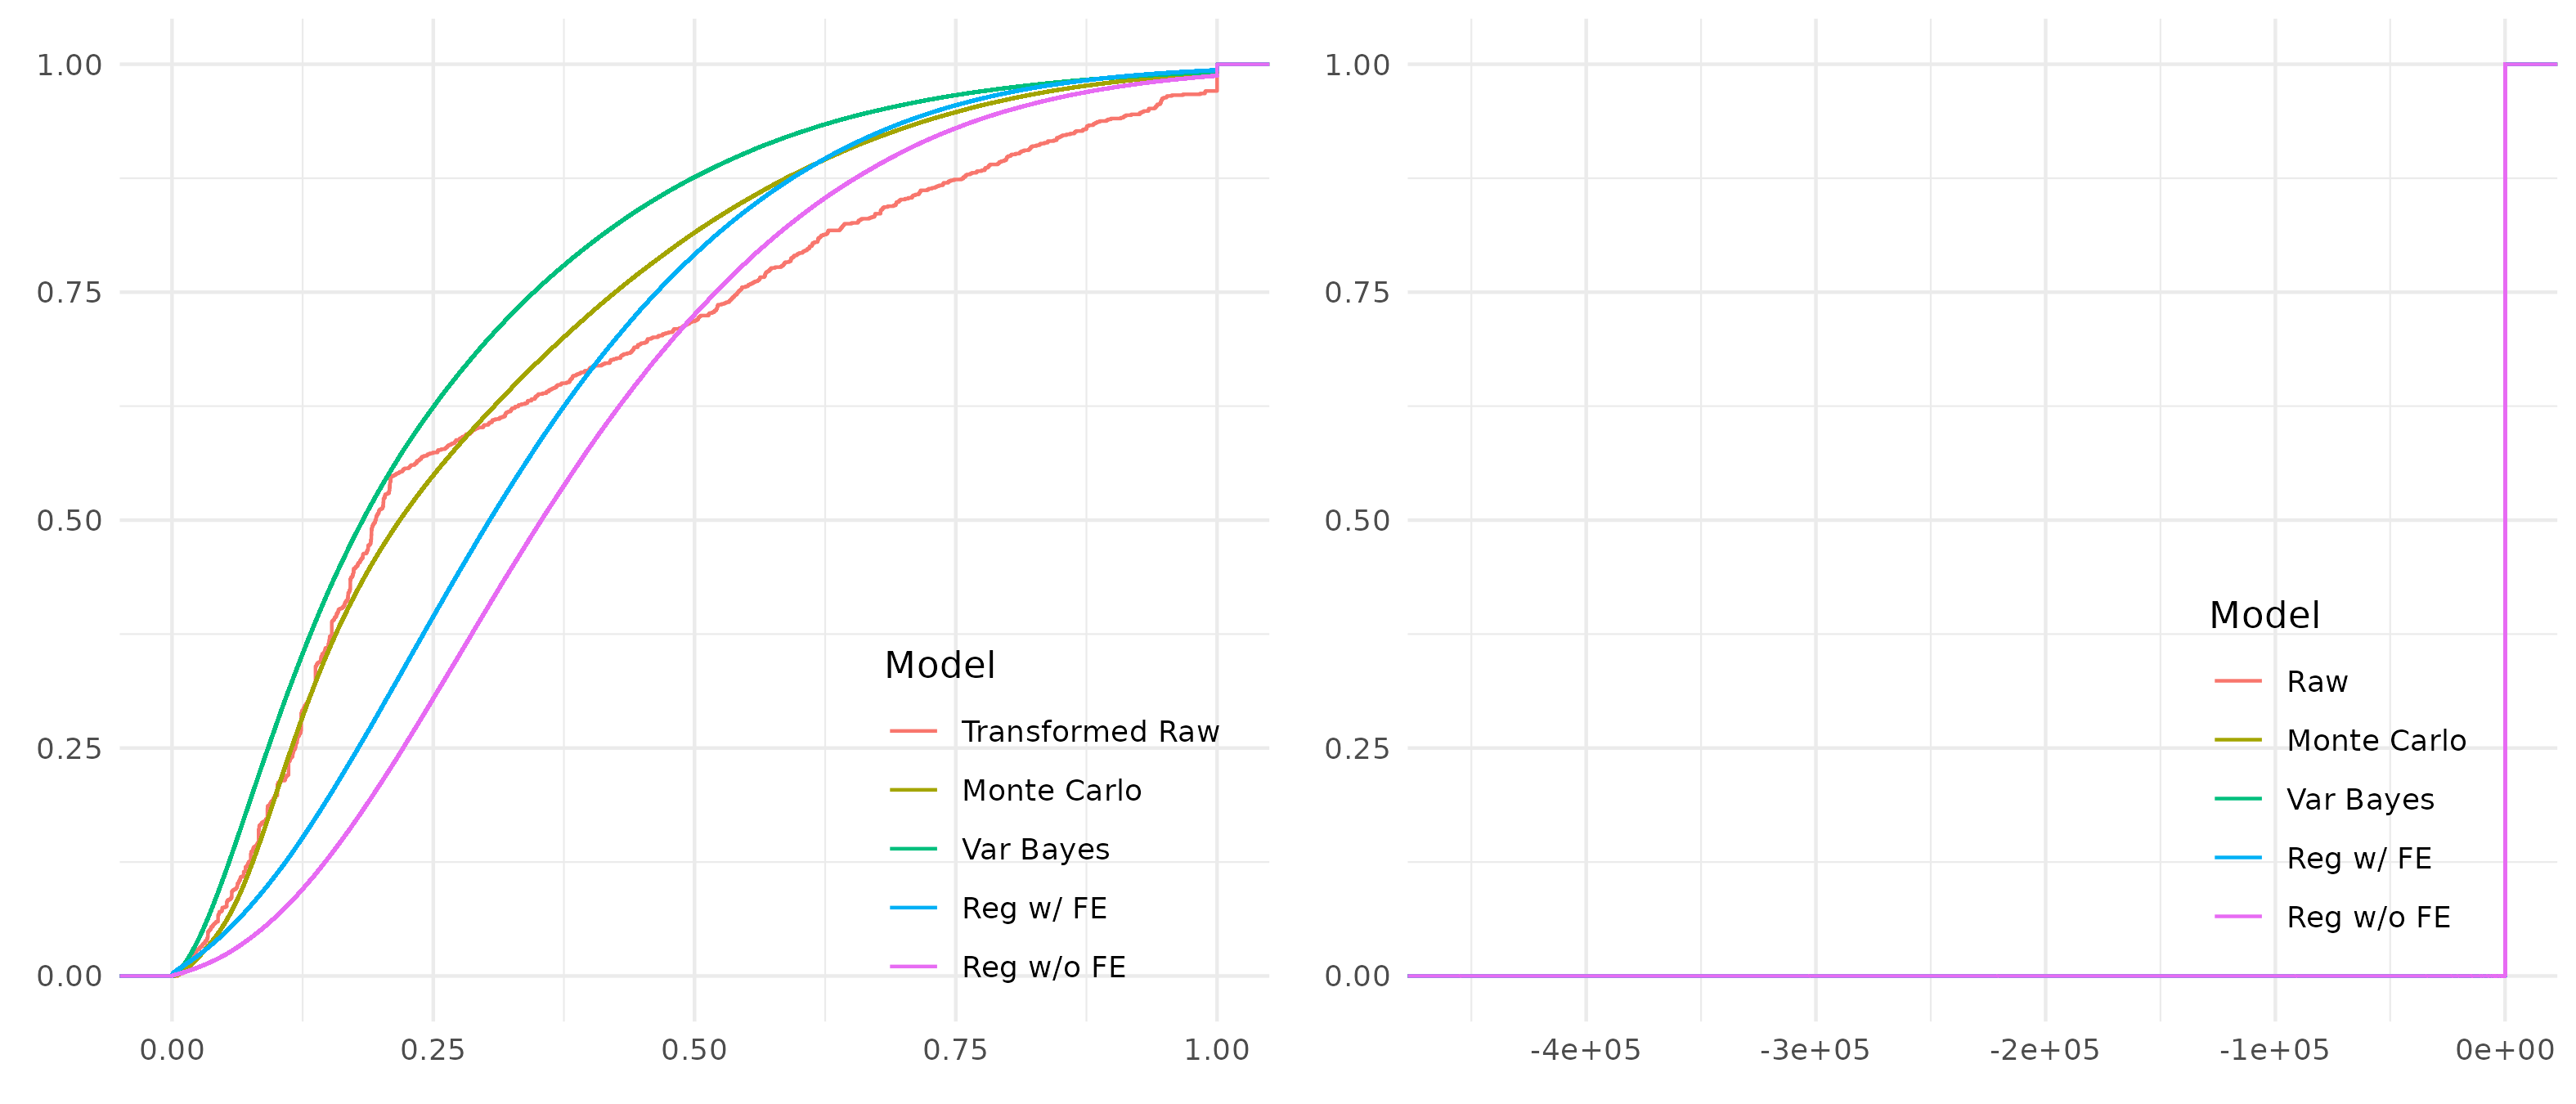 1.00
0.75
0.50
0.25
0.00
0.00 0.25 0.50 0.75 1.00
Model
Transformed Raw
Monte Carlo
Var Bayes
Reg w/ FE
Reg w/o FE
1.00
0.75
0.50
0.25
0.00
-4e+05 -3e+05 -2e+05 -1e+05 0e+00
Model
Raw
Monte Carlo
Var Bayes
Reg w/ FE
Reg w/o FE